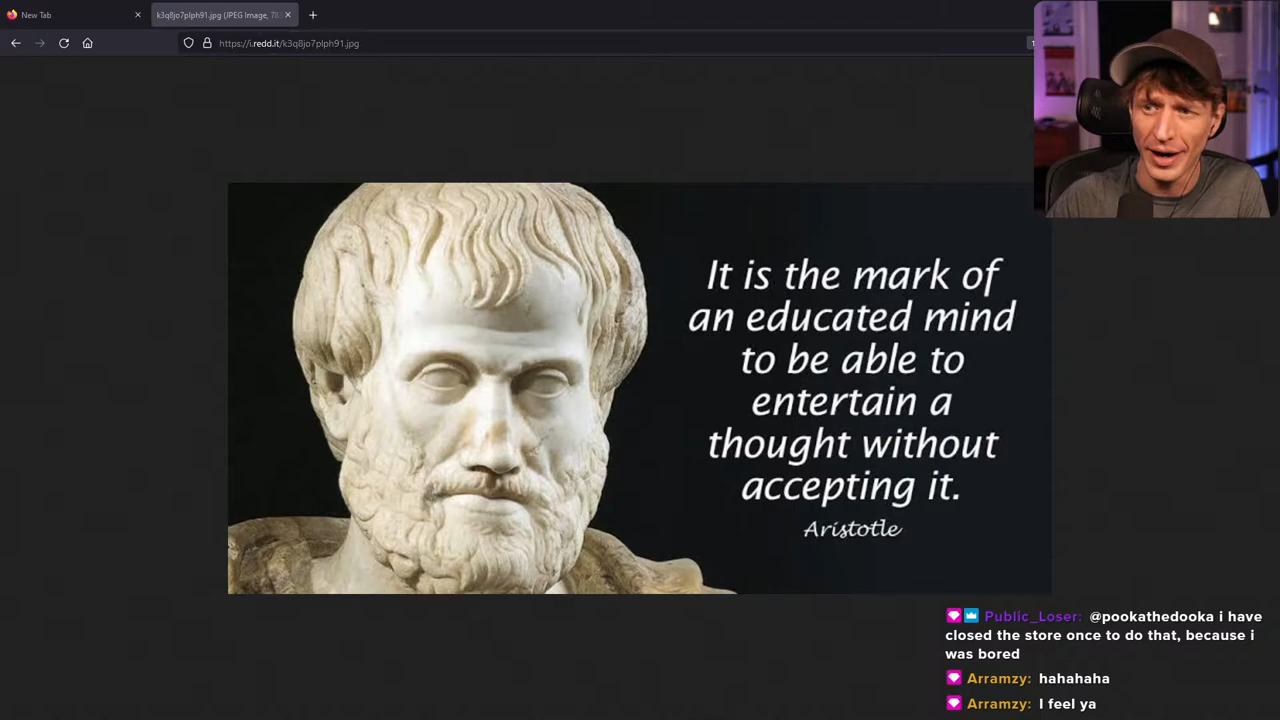 New Tab
k3q8jo7plph91.jpg (JPEG Image, 78
https://i.redd.it/k3q8jo7plph91.jpg
It is the mark of
an educated mind
to be able to
entertain a
thought without
accepting it.
Aristotle
Public_Loser: @pookathedooka i have
closed the store once to do that, because i
was bored
Arramzy: hahahaha
Arramzy: I feel ya